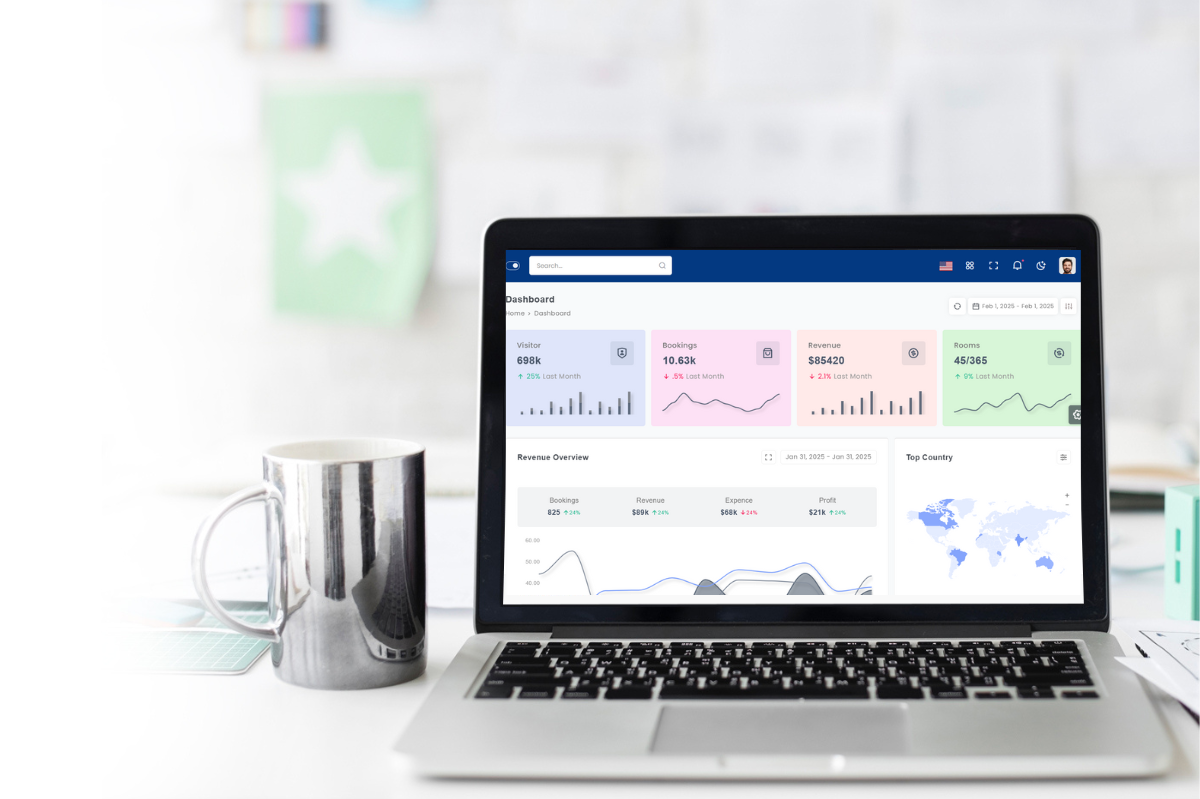 Search...
Dashboard
Home › Dashboard
Feb 1, 2025 - Feb 1, 2025
Visitor
698k
↑ 25% Last Month
Bookings
10.63k
↓ .5% Last Month
Revenue
$85420
↓ 2.1% Last Month
Rooms
45/365
↑ 9% Last Month
Revenue Overview
Jan 31, 2025 - Jan 31, 2025
Bookings
825 ↑24%
Revenue
$89k ↑24%
Expence
$68k ↓24%
Profit
$21k ↑24%
60.00
50.00
40.00
Top Country
+
-